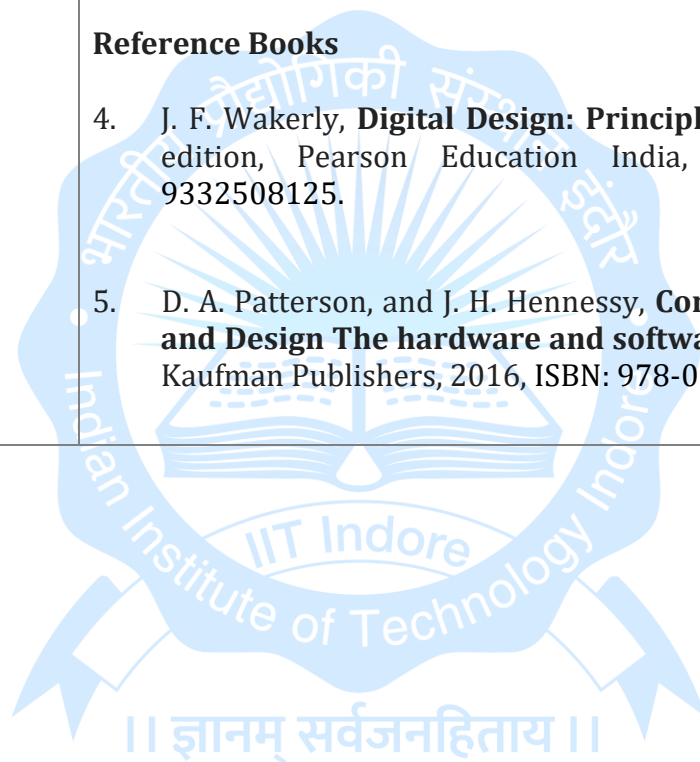 Reference Books
4. J. F. Wakerly, Digital Design: Principl
edition, Pearson Education India,
9332508125.
5. D. A. Patterson, and J. H. Hennessy, Con
and Design The hardware and softwa
Kaufman Publishers, 2016, ISBN: 978-0
भारतीय प्रौद्योगिकी संस्थान इंदौर
IIT Indore
Indian Institute of Technology Indore
।। ज्ञानम् सर्वजनहिताय ।।